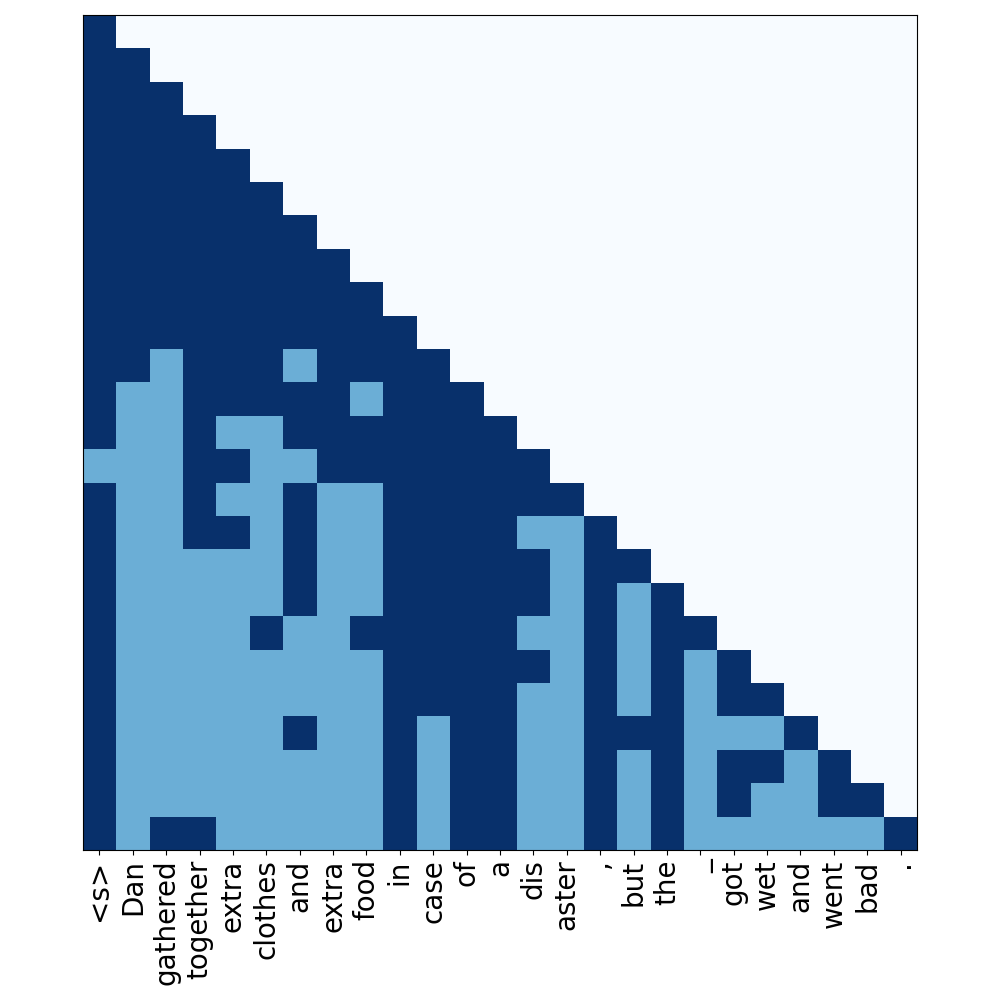 <s> Dan gathered together extra clothes and extra food in case of a dis aster , but the _ got wet and went bad .